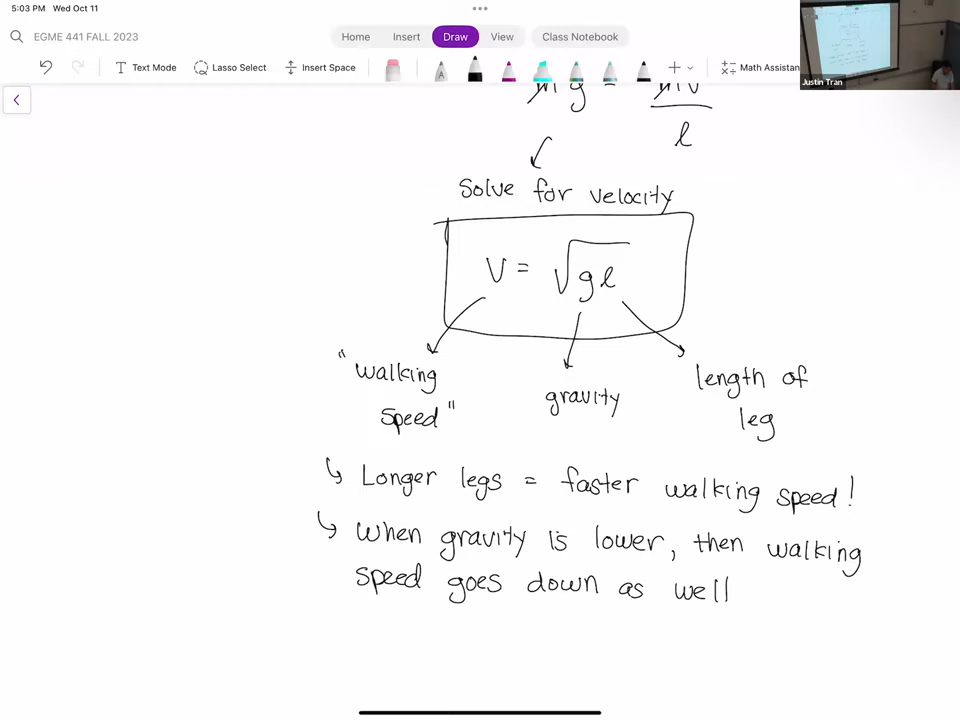 5:03 PM Wed Oct 11
EGME 441 FALL 2023
Home Insert Draw View Class Notebook
Text Mode Lasso Select Insert Space A Math Assistan
Justin Tran
mg = mv
l
Solve for velocity
V = √gl
"walking
speed"
gravity
length of
leg
↳ Longer legs = faster walking speed!
↳ When gravity is lower, then walking
speed goes down as well